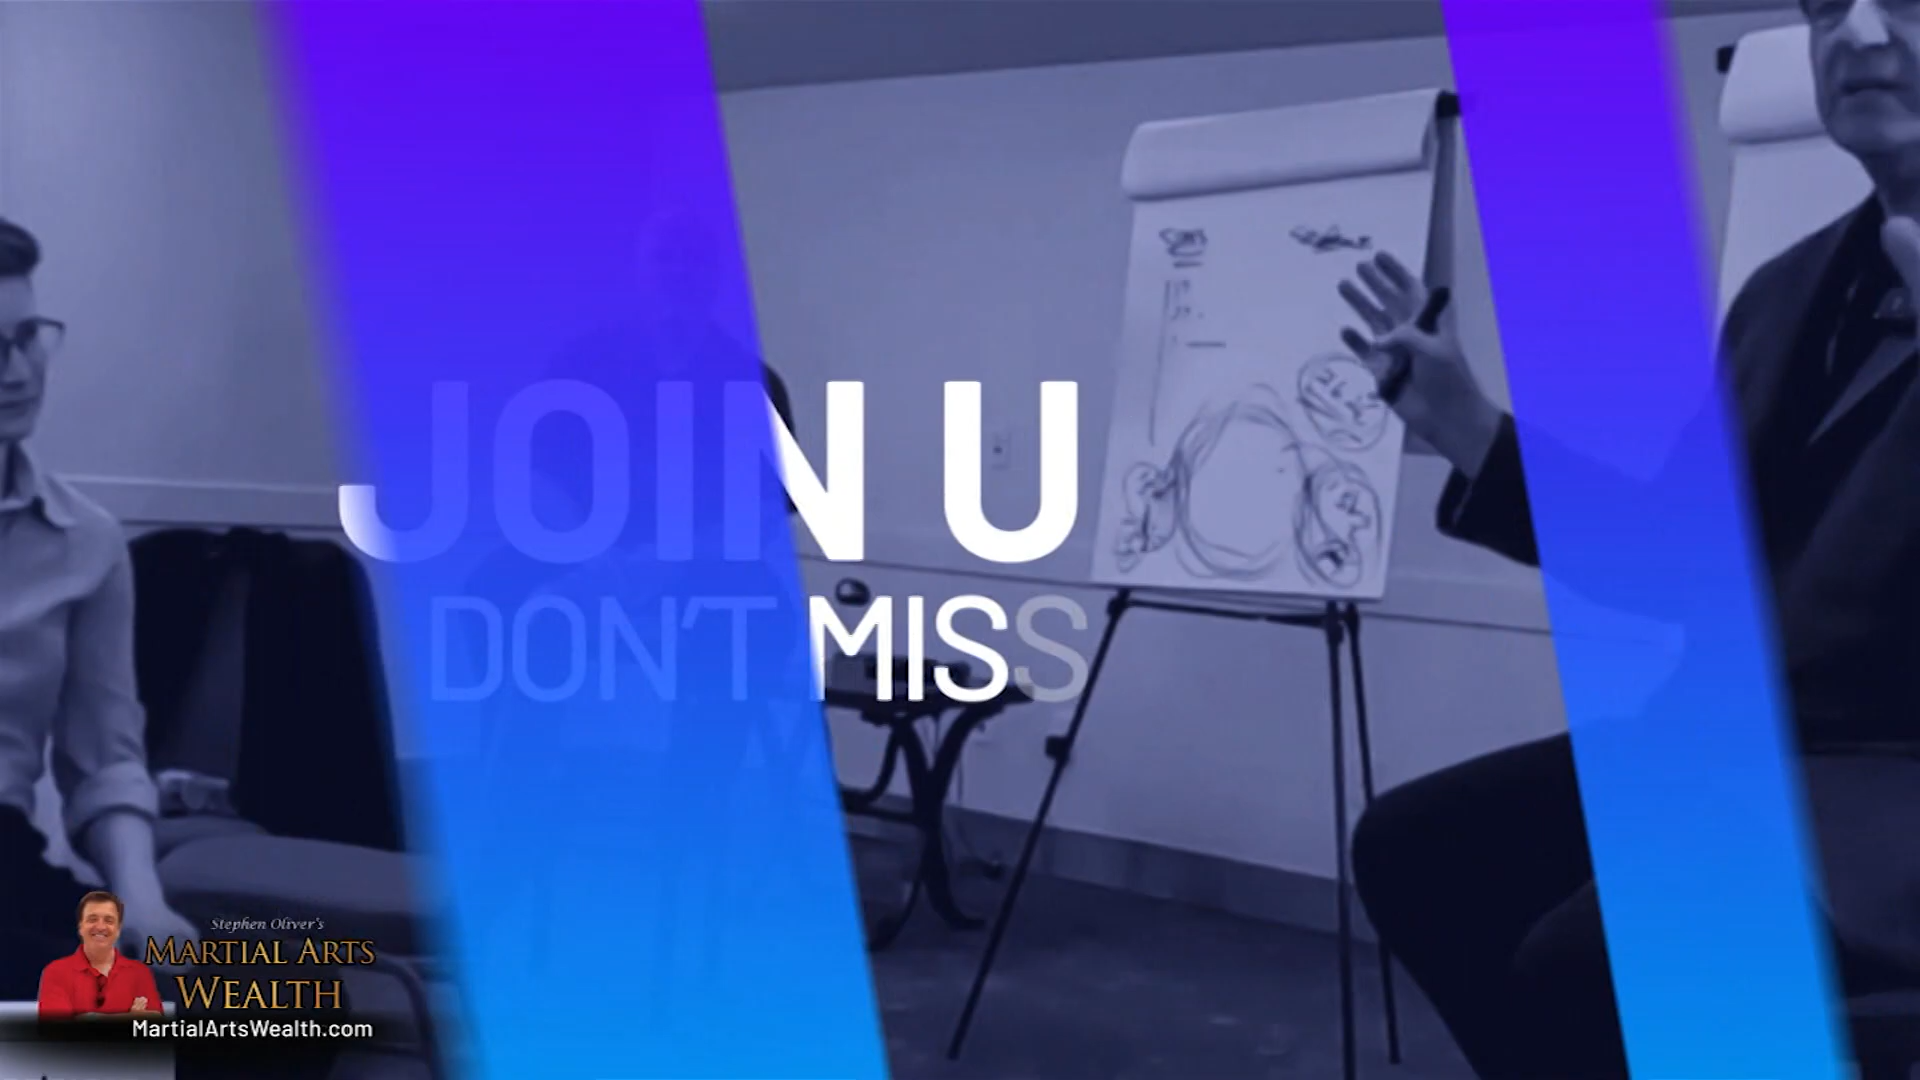 JOIN U
DON'T MISS
Stephen Oliver's
MARTIAL ARTS
WEALTH
MartialArtsWealth.com